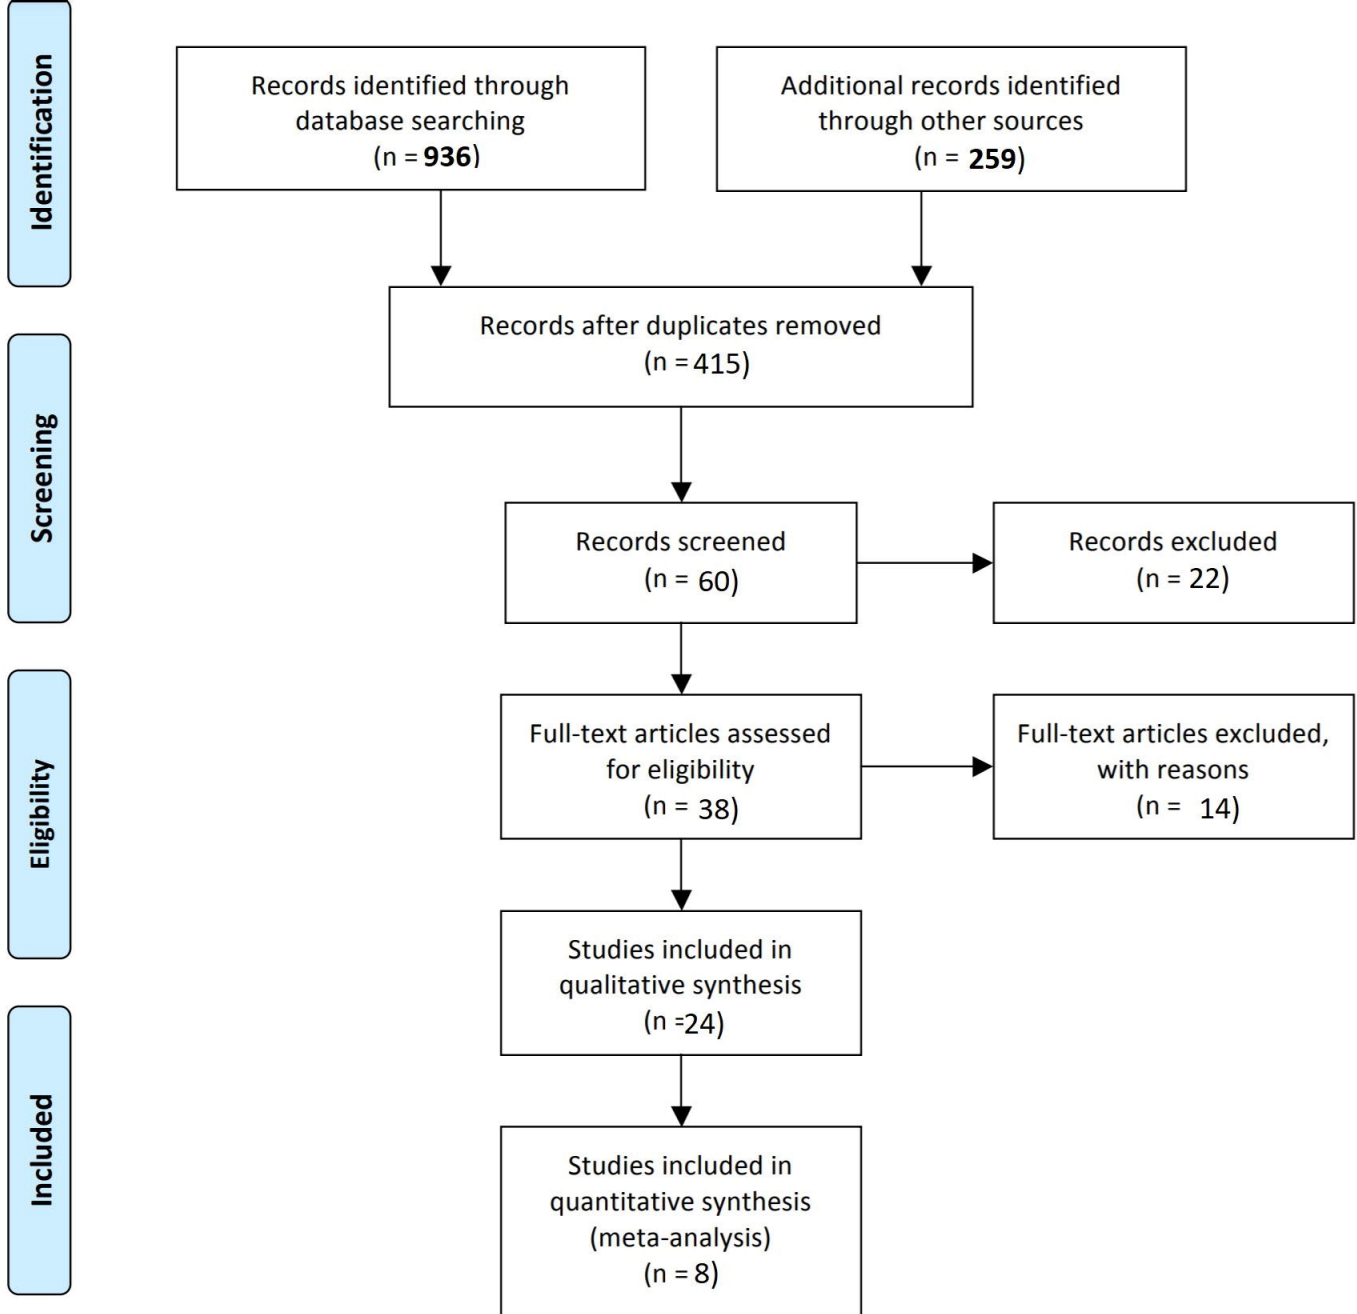 Identification
Records identified through
database searching
(n = 936)
Additional records identified
through other sources
(n = 259)
Records after duplicates removed
(n = 415)
Screening
Records screened
(n = 60)
Records excluded
(n = 22)
Eligibility
Full-text articles assessed
for eligibility
(n = 38)
Full-text articles excluded,
with reasons
(n = 14)
Studies included in
qualitative synthesis
(n =24)
Included
Studies included in
quantitative synthesis
(meta-analysis)
(n = 8)